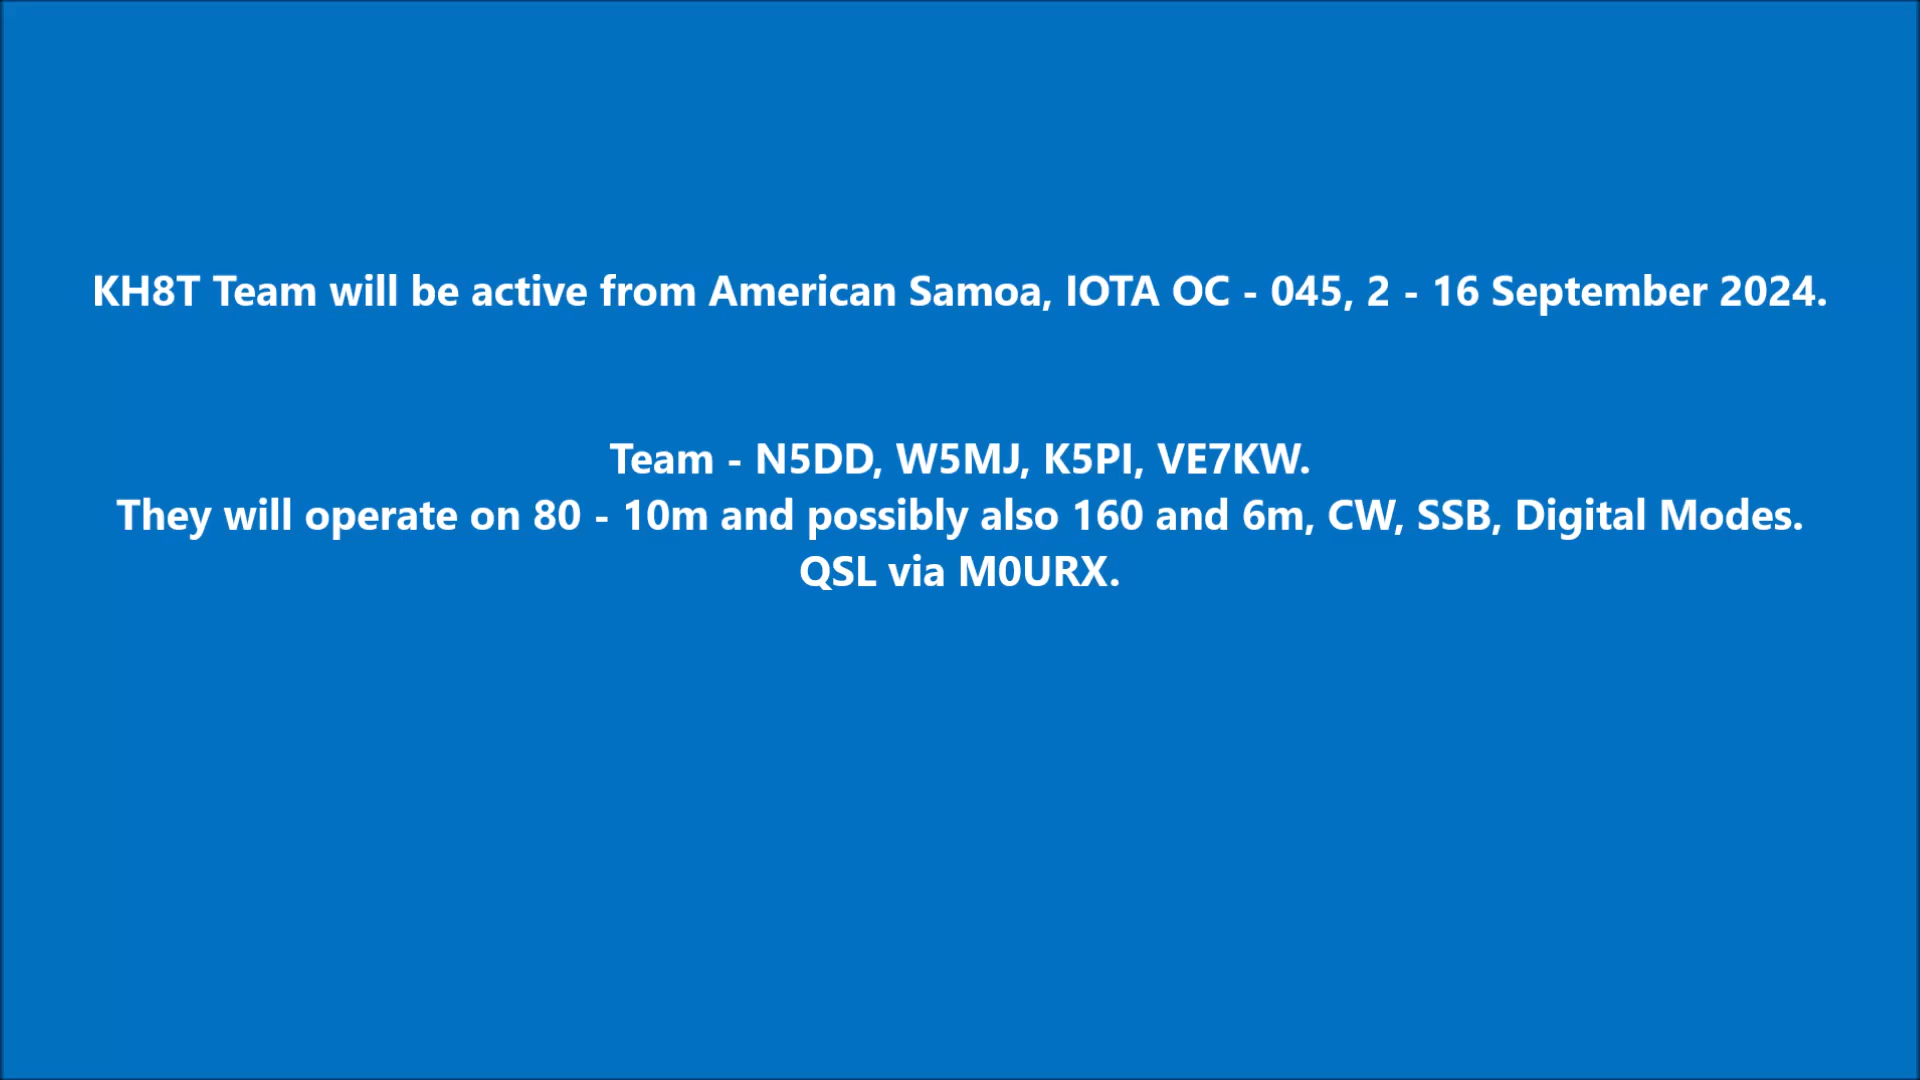 KH8T Team will be active from American Samoa, IOTA OC - 045, 2 - 16 September 2024.
Team - N5DD, W5MJ, K5PI, VE7KW.
They will operate on 80 - 10m and possibly also 160 and 6m, CW, SSB, Digital Modes.
QSL via M0URX.